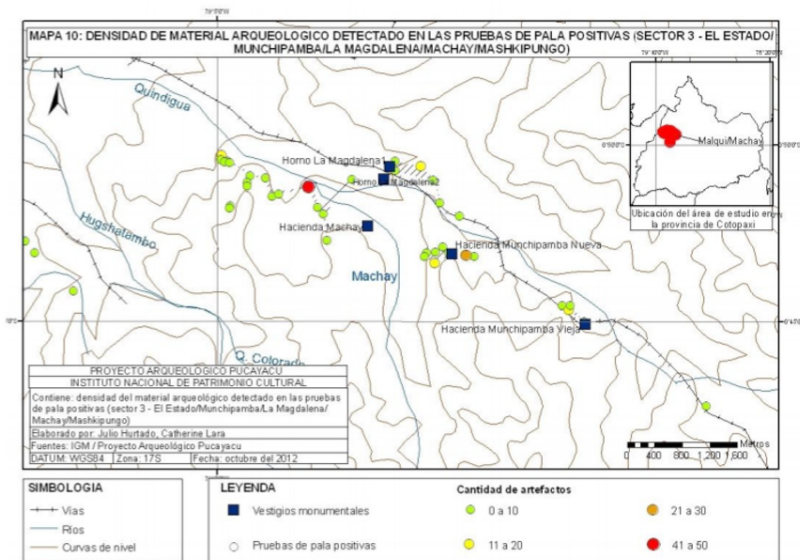 MAPA 10: DENSIDAD DE MATERIAL ARQUEOLOGICO DETECTADO EN LAS PRUEBAS DE PALA POSITIVAS (SECTOR 3 - EL ESTADO/
MUNCHIPAMBA/LA MAGDALENA/MACHAY/MASHKIPUNGO)
N
Quindigua
Horno La Magdalena1
Horno La Magdalena2
Hugshatambo
Hacienda Machay
Hacienda Munchipamba Nueva
Machay
Hacienda Munchipamba Vieja
Q. Colorado
Malqui/Machay
Ubicación del área de estudio en
la provincia de Cotopaxi
PROYECTO ARQUEOLOGICO PUCAYACU
INSTITUTO NACIONAL DE PATRIMONIO CULTURAL
Contiene: densidad del material arqueológico detectado en las pruebas
de pala positivas (sector 3 - El Estado/Munchipamba/La Magdalena/
Machay/Mashkipungo)
Elaborado por: Julio Hurtado, Catherine Lara
Fuentes: IGM / Proyecto Arqueológico Pucayacu
DATUM: WGS84 Zona: 17S Fecha: octubre del 2012
Metros
0 400 800 1,200 1,600
SIMBOLOGIA
Vías
Ríos
Curvas de nivel
LEYENDA
Vestigios monumentales
Pruebas de pala positivas
Cantidad de artefactos
0 a 10
11 a 20
21 a 30
41 a 50